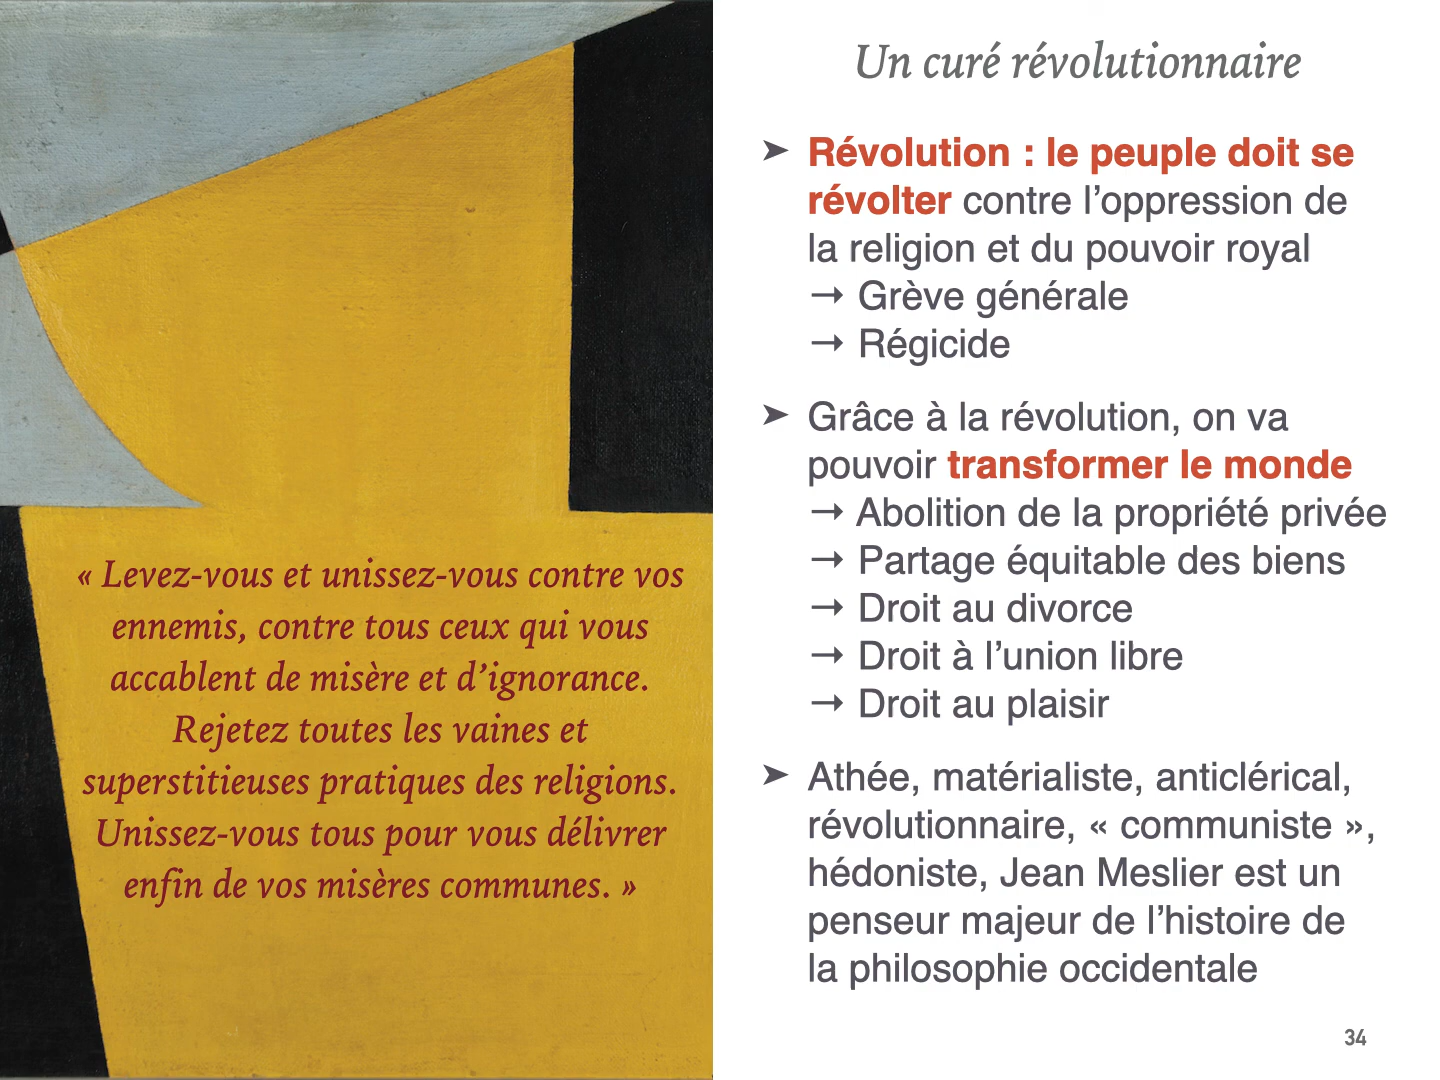 « Levez-vous et unissez-vous contre vos
ennemis, contre tous ceux qui vous
accablent de misère et d’ignorance.
Rejetez toutes les vaines et
superstitieuses pratiques des religions.
Unissez-vous tous pour vous délivrer
enfin de vos misères communes. »
Un curé révolutionnaire
➤ Révolution : le peuple doit se
révolter contre l’oppression de
la religion et du pouvoir royal
→ Grève générale
→ Régicide
➤ Grâce à la révolution, on va
pouvoir transformer le monde
→ Abolition de la propriété privée
→ Partage équitable des biens
→ Droit au divorce
→ Droit à l’union libre
→ Droit au plaisir
➤ Athée, matérialiste, anticlérical,
révolutionnaire, « communiste »,
hédoniste, Jean Meslier est un
penseur majeur de l’histoire de
la philosophie occidentale
34